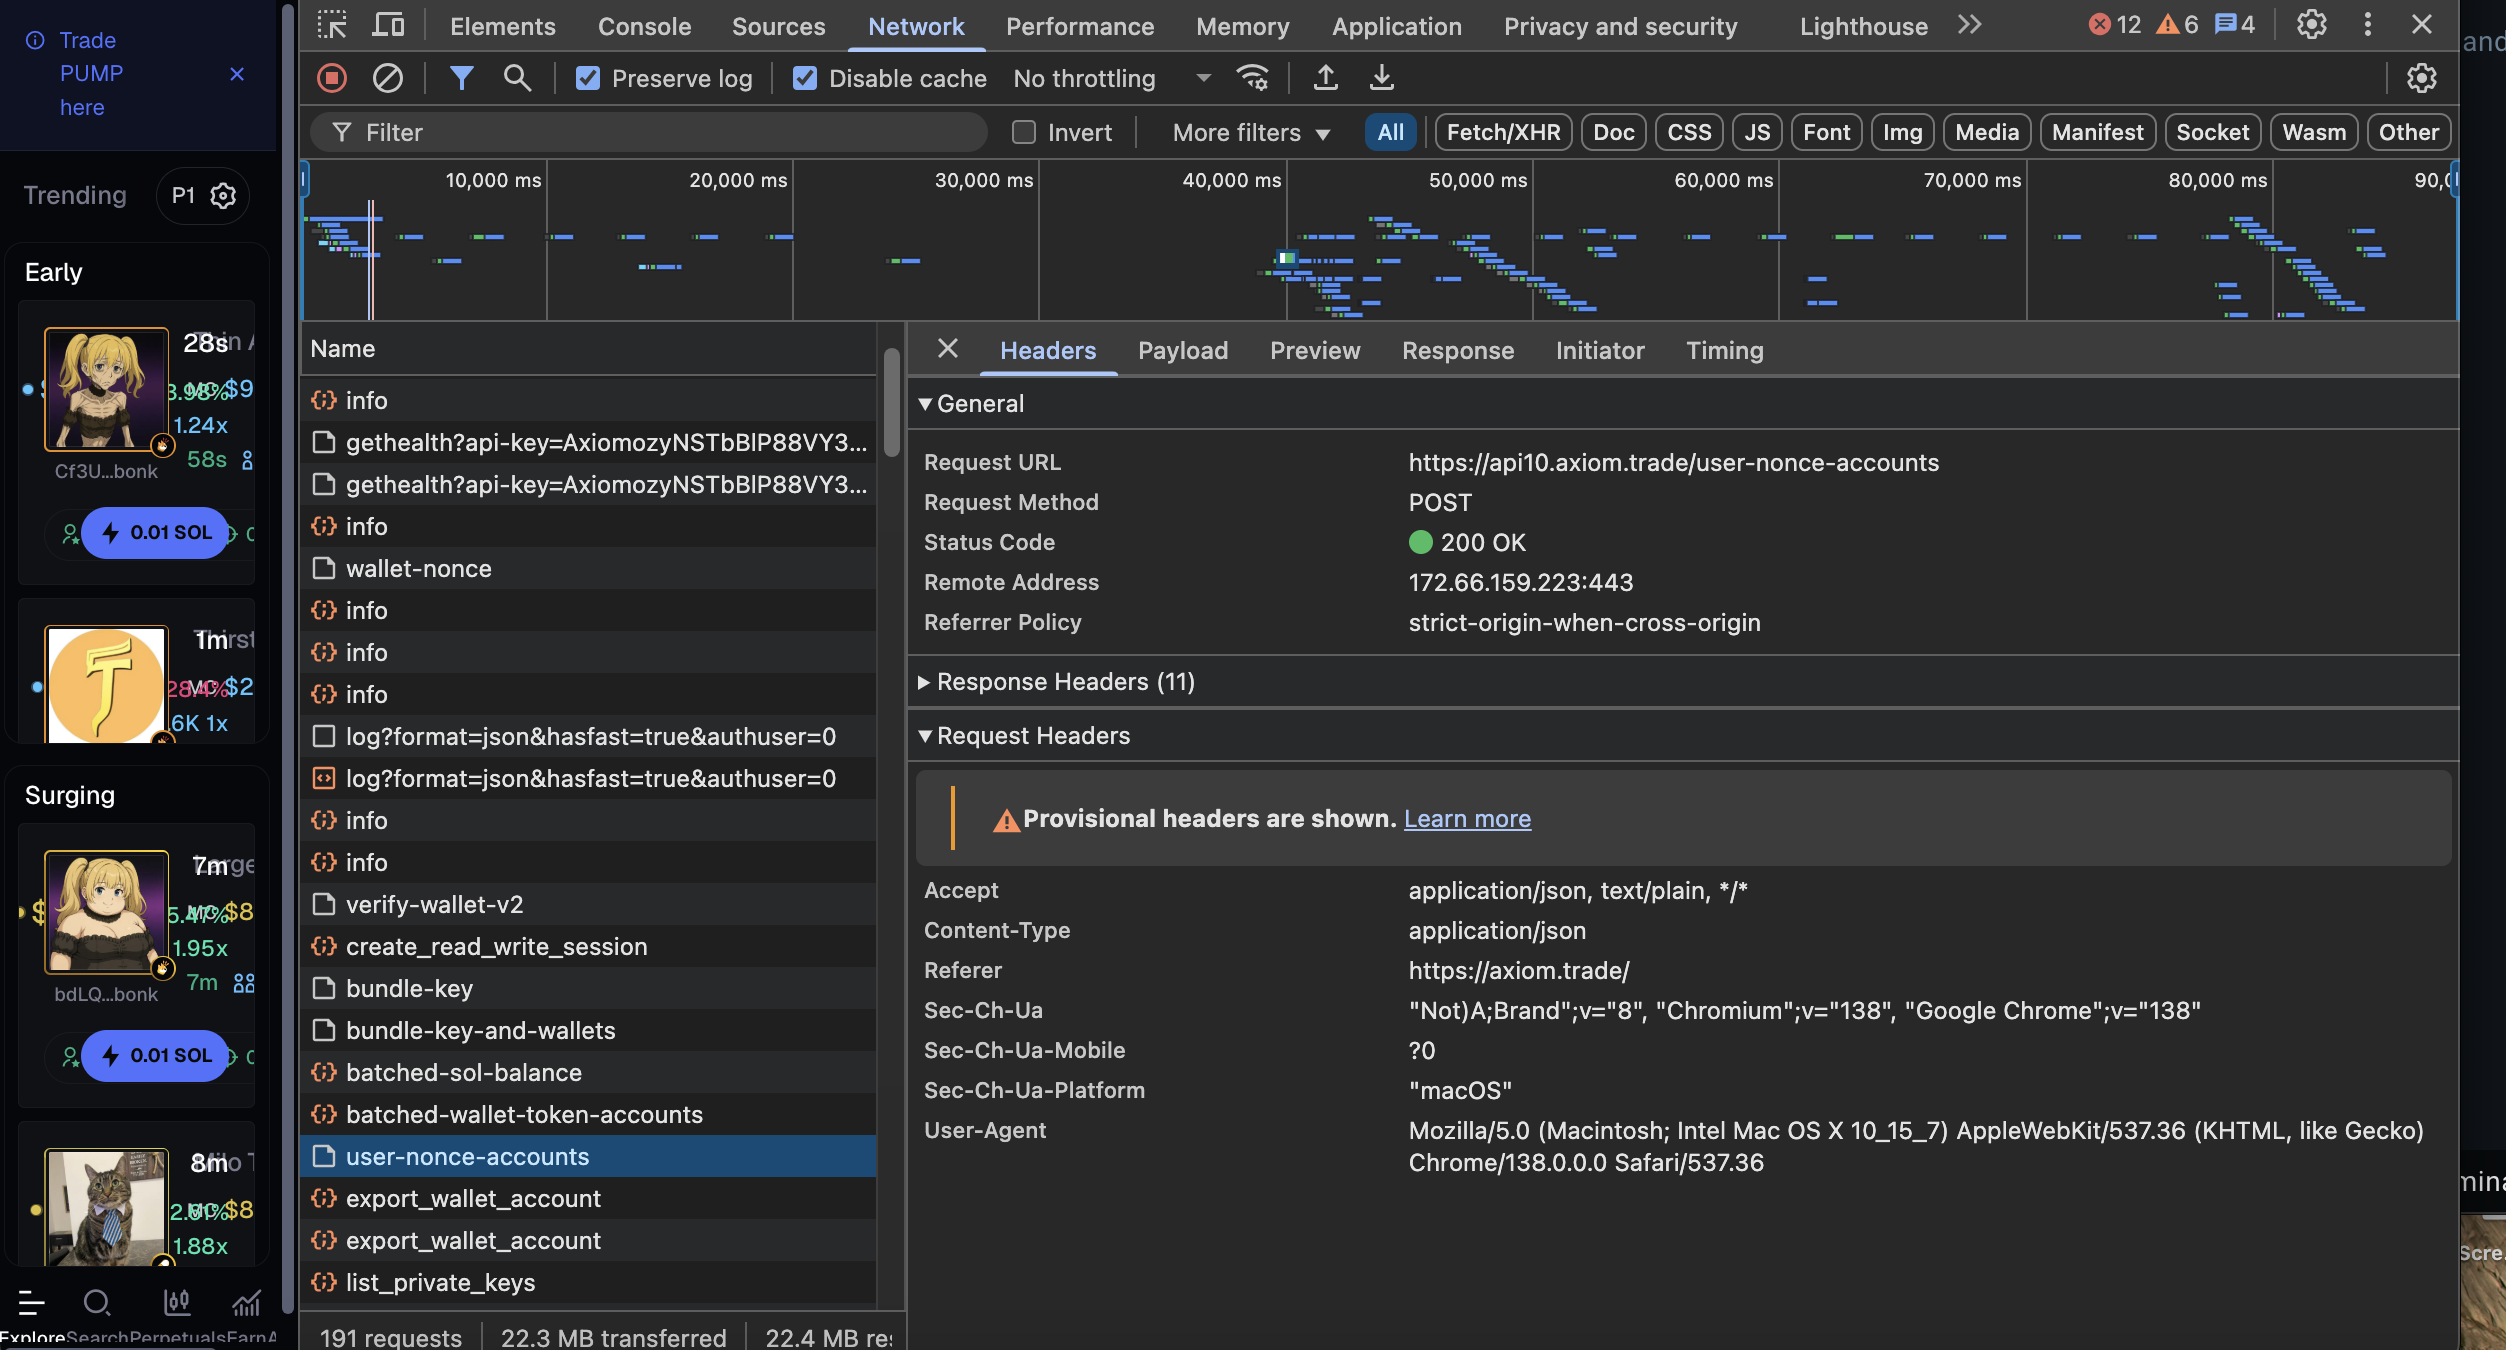 Trade
PUMP
here
Trending
P1
Early
28s
MC
$9
3.98%
1.24x
58s
Cf3U...bonk
0.01 SOL
1m
Thirst
MC
$2
28.4%
.6K 1x
Surging
7m
Large
MC
$8
5.47%
1.95x
7m
bdLQ...bonk
0.01 SOL
8m
Milo T
MC
$8
1.88x
Explore
Search
Perpetuals
Earn
Elements
Console
Sources
Network
Performance
Memory
Application
Privacy and security
Lighthouse
12
6
4
Preserve log
Disable cache
No throttling
Filter
Invert
More filters
All
Fetch/XHR
Doc
CSS
JS
Font
Img
Media
Manifest
Socket
Wasm
Other
10,000 ms
20,000 ms
30,000 ms
40,000 ms
50,000 ms
60,000 ms
70,000 ms
80,000 ms
90,0
Name
info
gethealth?api-key=AxiomozyNSTbBlP88VY3...
gethealth?api-key=AxiomozyNSTbBlP88VY3...
info
wallet-nonce
info
info
info
log?format=json&hasfast=true&authuser=0
log?format=json&hasfast=true&authuser=0
info
info
verify-wallet-v2
create_read_write_session
bundle-key
bundle-key-and-wallets
batched-sol-balance
batched-wallet-token-accounts
user-nonce-accounts
export_wallet_account
export_wallet_account
list_private_keys
191 requests
22.3 MB transferred
22.4 MB re
Headers
Payload
Preview
Response
Initiator
Timing
General
Request URL
https://api10.axiom.trade/user-nonce-accounts
Request Method
POST
Status Code
200 OK
Remote Address
172.66.159.223:443
Referrer Policy
strict-origin-when-cross-origin
Response Headers (11)
Request Headers
Provisional headers are shown. Learn more
Accept
application/json, text/plain, */*
Content-Type
application/json
Referer
https://axiom.trade/
Sec-Ch-Ua
"Not)A;Brand";v="8", "Chromium";v="138", "Google Chrome";v="138"
Sec-Ch-Ua-Mobile
?0
Sec-Ch-Ua-Platform
"macOS"
User-Agent
Mozilla/5.0 (Macintosh; Intel Mac OS X 10_15_7) AppleWebKit/537.36 (KHTML, like Gecko)
Chrome/138.0.0.0 Safari/537.36
and
mina
Scre